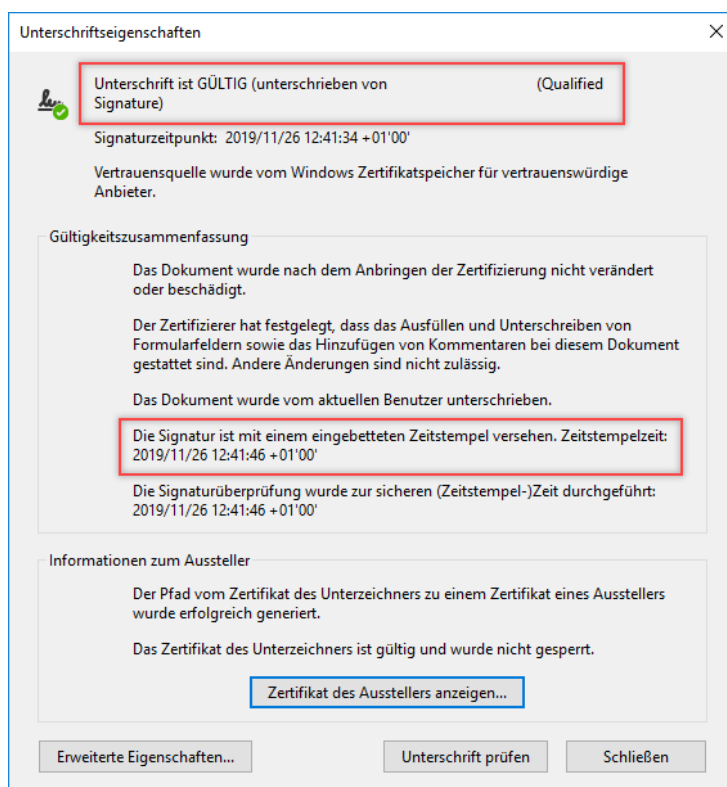 Unterschriftseigenschaften
Unterschrift ist GÜLTIG (unterschrieben von (Qualified
Signature)
Signaturzeitpunkt: 2019/11/26 12:41:34 +01'00'
Vertrauensquelle wurde vom Windows Zertifikatspeicher für vertrauenswürdige
Anbieter.
Gültigkeitszusammenfassung
Das Dokument wurde nach dem Anbringen der Zertifizierung nicht verändert
oder beschädigt.
Der Zertifizierer hat festgelegt, dass das Ausfüllen und Unterschreiben von
Formularfeldern sowie das Hinzufügen von Kommentaren bei diesem Dokument
gestattet sind. Andere Änderungen sind nicht zulässig.
Das Dokument wurde vom aktuellen Benutzer unterschrieben.
Die Signatur ist mit einem eingebetteten Zeitstempel versehen. Zeitstempelzeit:
2019/11/26 12:41:46 +01'00'
Die Signaturüberprüfung wurde zur sicheren (Zeitstempel-)Zeit durchgeführt:
2019/11/26 12:41:46 +01'00'
Informationen zum Aussteller
Der Pfad vom Zertifikat des Unterzeichners zu einem Zertifikat eines Ausstellers
wurde erfolgreich generiert.
Das Zertifikat des Unterzeichners ist gültig und wurde nicht gesperrt.
Zertifikat des Ausstellers anzeigen...
Erweiterte Eigenschaften... Unterschrift prüfen Schließen